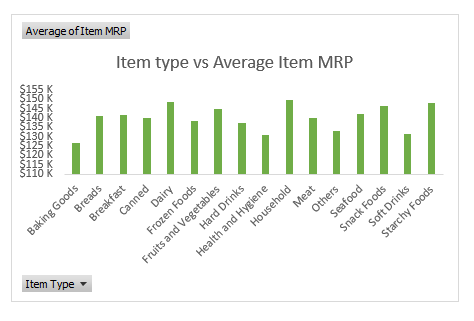 Average of Item MRP
Item type vs Average Item MRP
$155 K
$150 K
$145 K
$140 K
$135 K
$130 K
$125 K
$120 K
$115 K
$110 K
Baking Goods
Breads
Breakfast
Canned
Dairy
Frozen Foods
Fruits and Vegetables
Hard Drinks
Health and Hygiene
Household
Meat
Others
Seafood
Snack Foods
Soft Drinks
Starchy Foods
Item Type